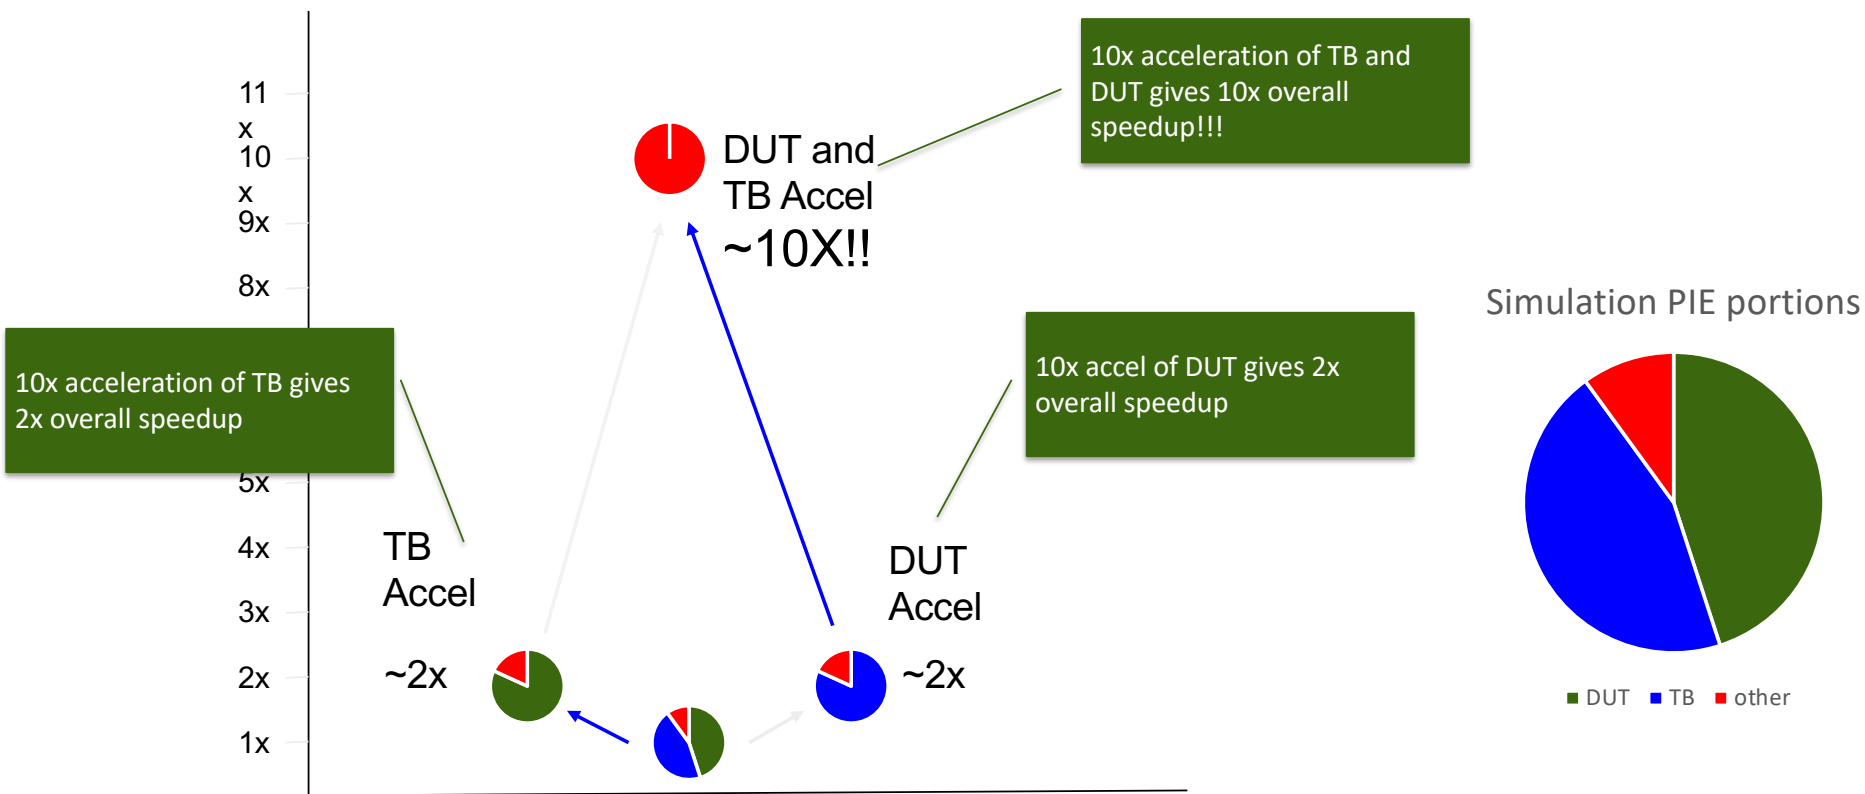 11
x
10
x
9x
8x
5x
4x
3x
2x
1x
10x acceleration of TB gives
2x overall speedup
TB
Accel
~2x
DUT and
TB Accel
~10X!!
10x acceleration of TB and
DUT gives 10x overall
speedup!!!
10x accel of DUT gives 2x
overall speedup
DUT
Accel
~2x
Simulation PIE portions
DUT TB other